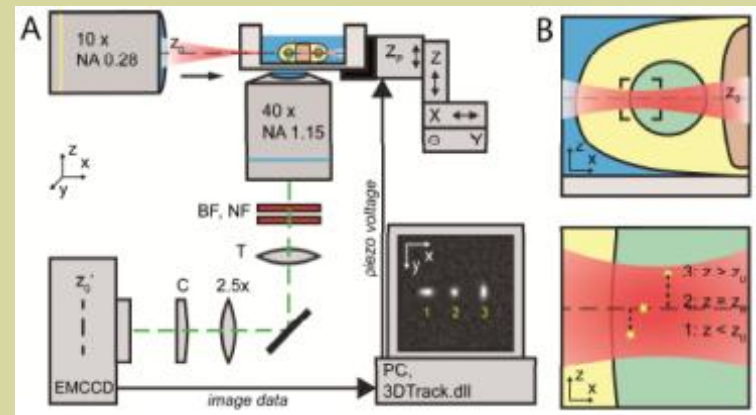 A
10 x
NA 0.28
z₀
Zₚ
Z
X
Y
40 x
NA 1.15
z
x
y
BF, NF
T
piezo voltage
z₀'
C
2.5x
x
y
1 2 3
EMCCD
image data
PC,
3DTrack.dll
B
z₀
z
x
3: z > z₀
2: z = z₀
1: z < z₀
z
x